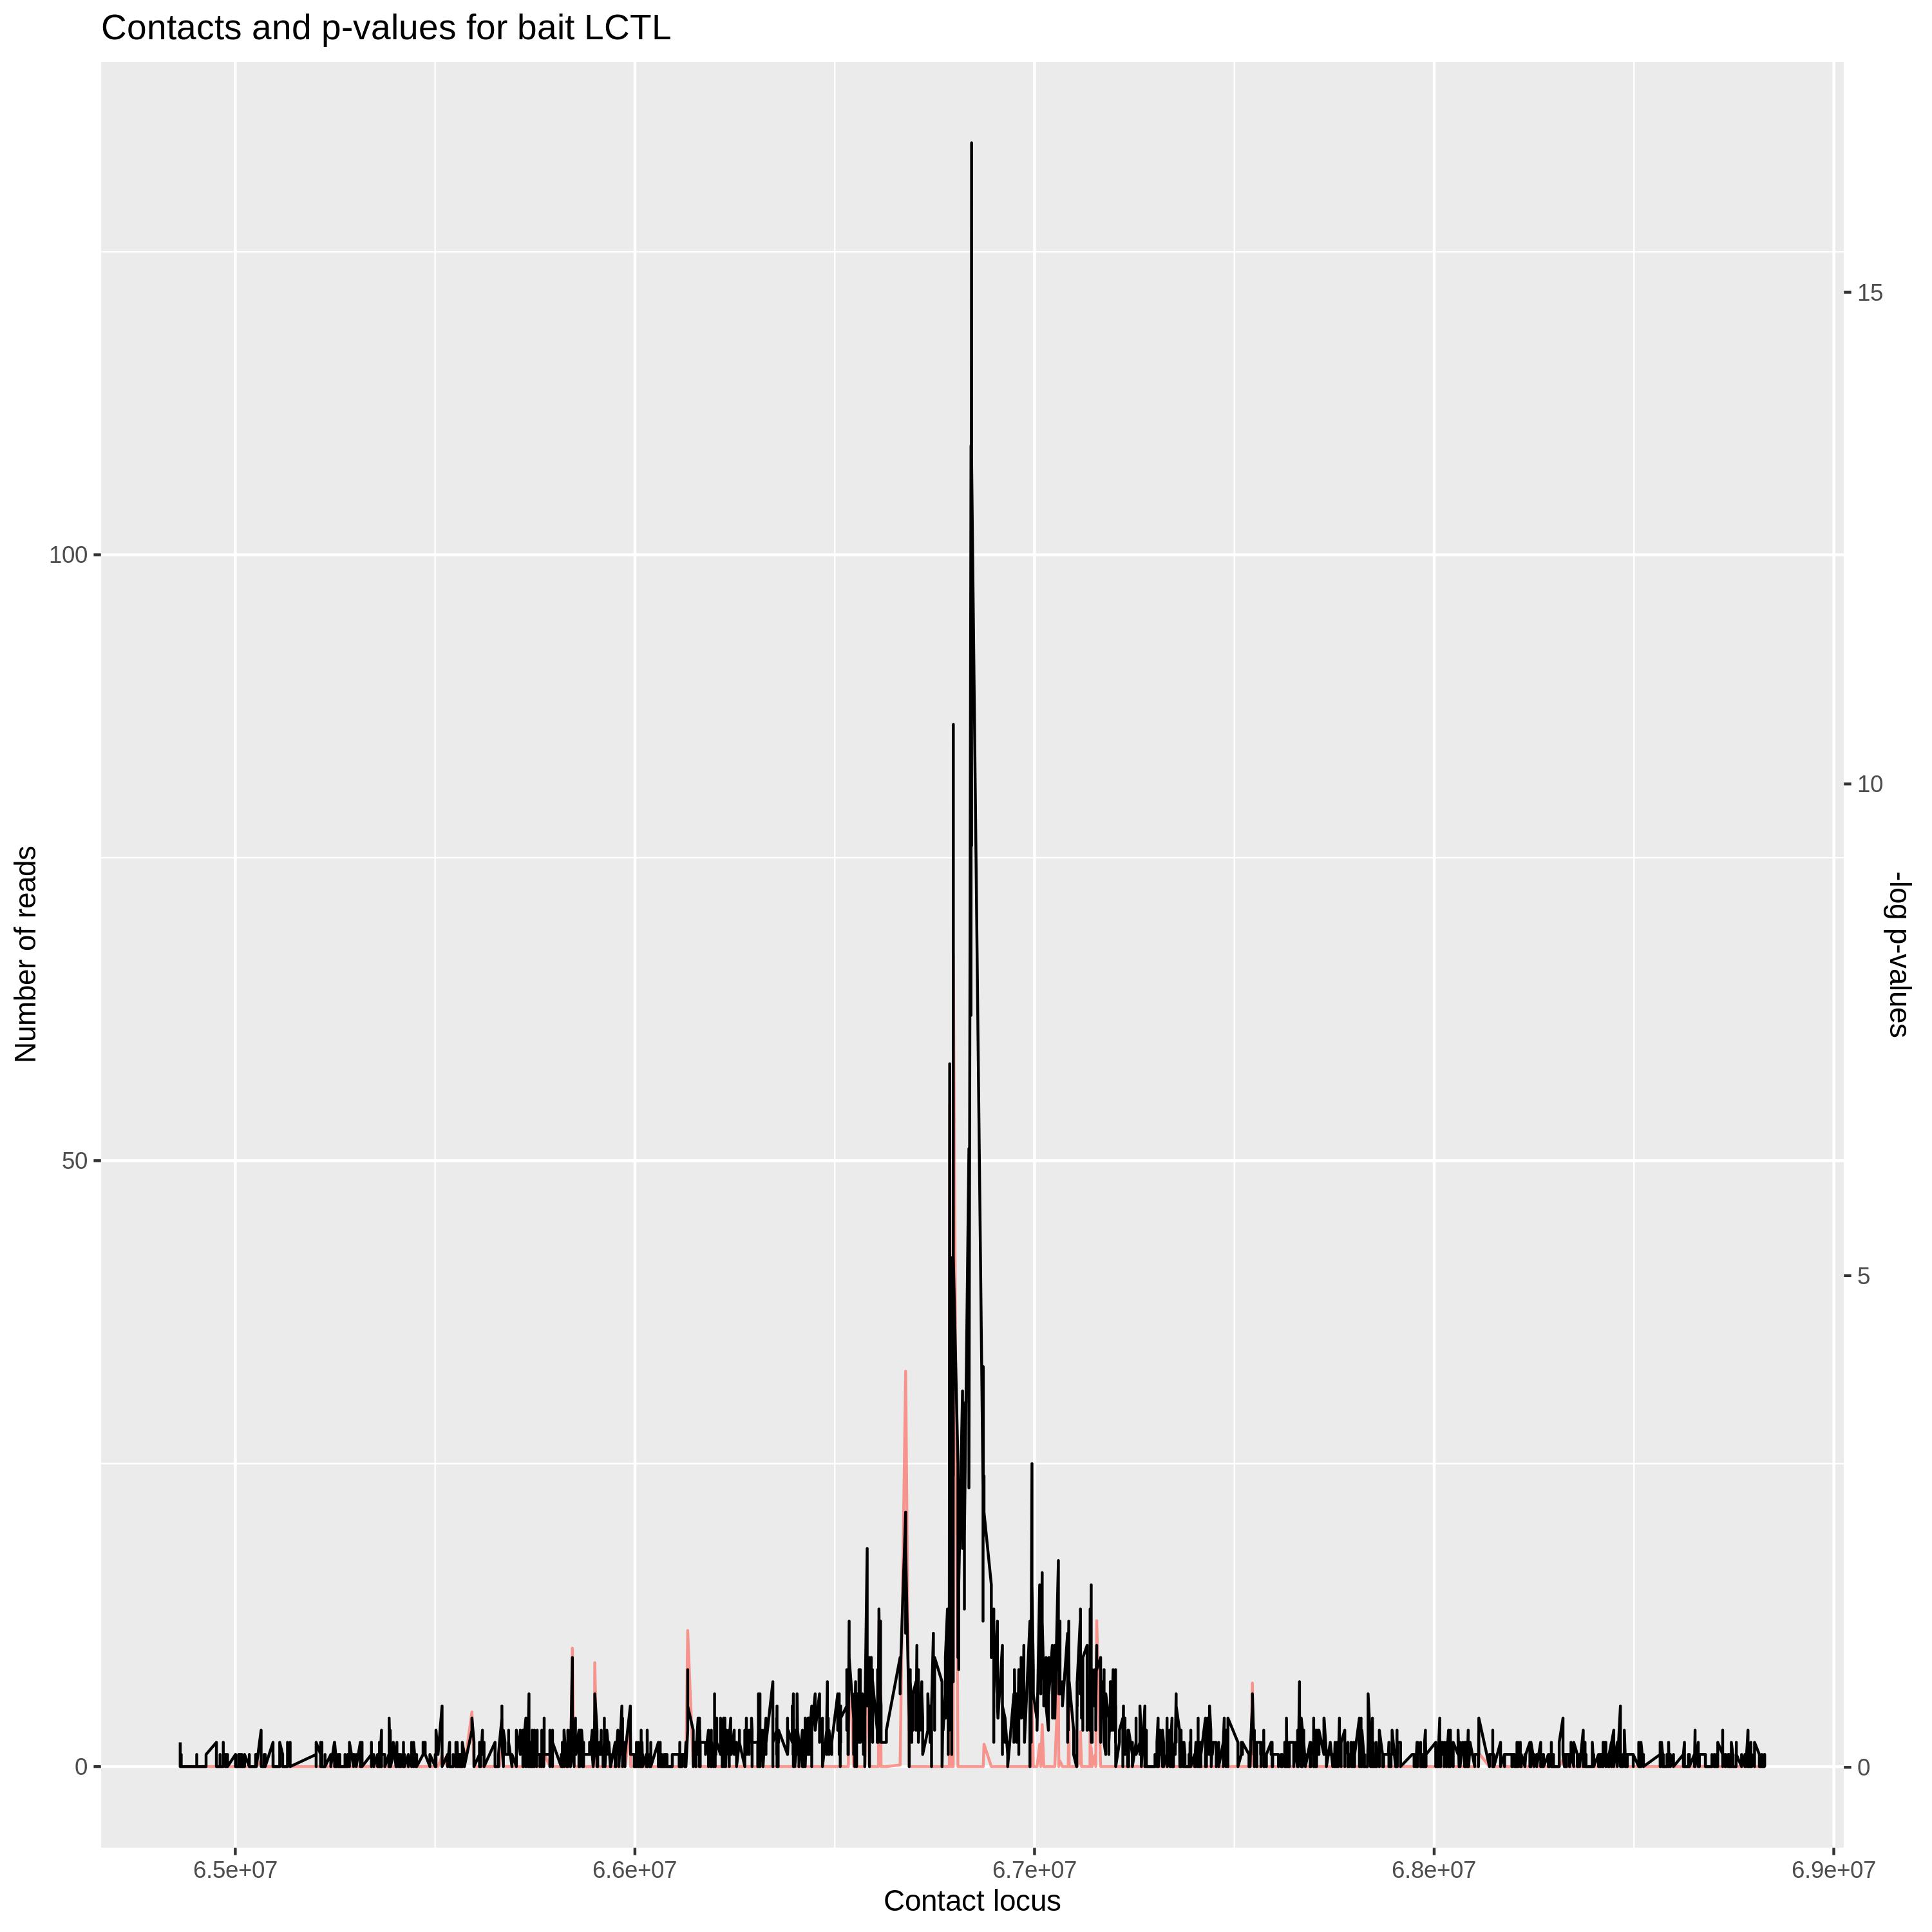 Contacts and p-values for bait LCTL
Number of reads
100
50
0
15
10
5
0
-log p-values
6.5e+07 6.6e+07 6.7e+07 6.8e+07 6.9e+07
Contact locus